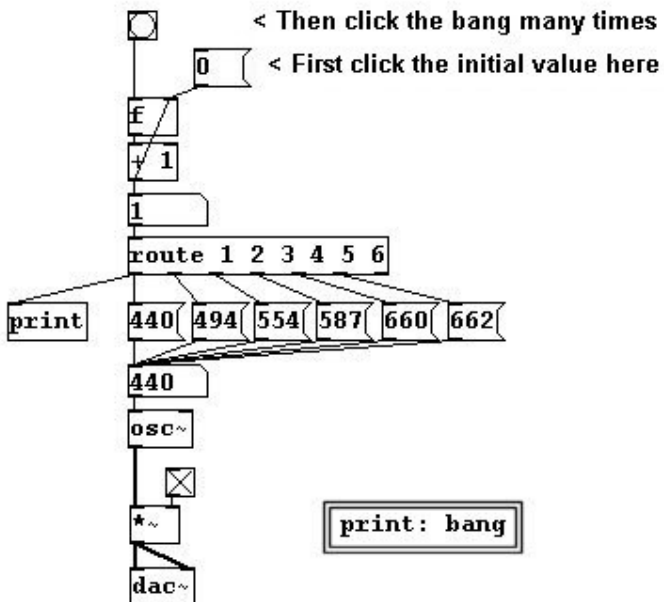 < Then click the bang many times
0 < First click the initial value here
f
+ 1
1
route 1 2 3 4 5 6
print 440 494 554 587 660 662
440
osc~
*~
print: bang
dac~